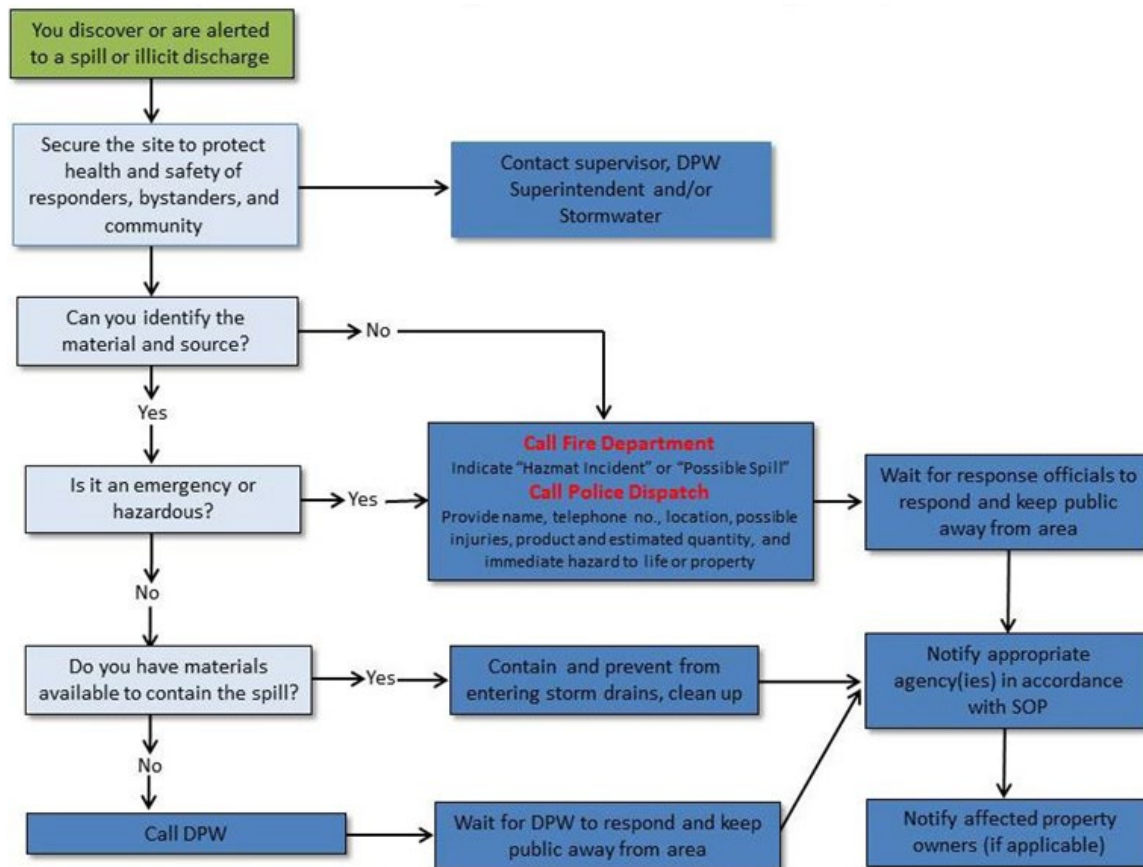 You discover or are alerted
to a spill or illicit discharge
Secure the site to protect
health and safety of
responders, bystanders, and
community
Contact supervisor, DPW
Superintendent and/or
Stormwater
Can you identify the
material and source?
No
Yes
Call Fire Department
Indicate “Hazmat Incident” or “Possible Spill”
Call Police Dispatch
Provide name, telephone no., location, possible
injuries, product and estimated quantity, and
immediate hazard to life or property
Wait for response officials to
respond and keep public
away from area
Is it an emergency or
hazardous?
Yes
No
Do you have materials
available to contain the spill?
Yes
Contain and prevent from
entering storm drains, clean up
Notify appropriate
agency(ies) in accordance
with SOP
No
Call DPW
Wait for DPW to respond and keep
public away from area
Notify affected property
owners (if applicable)